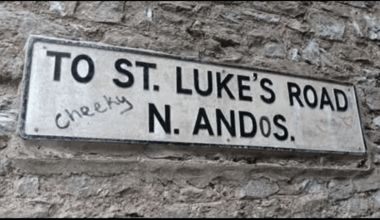 TO ST. LUKE'S ROAD
cheeky N. ANDOS.